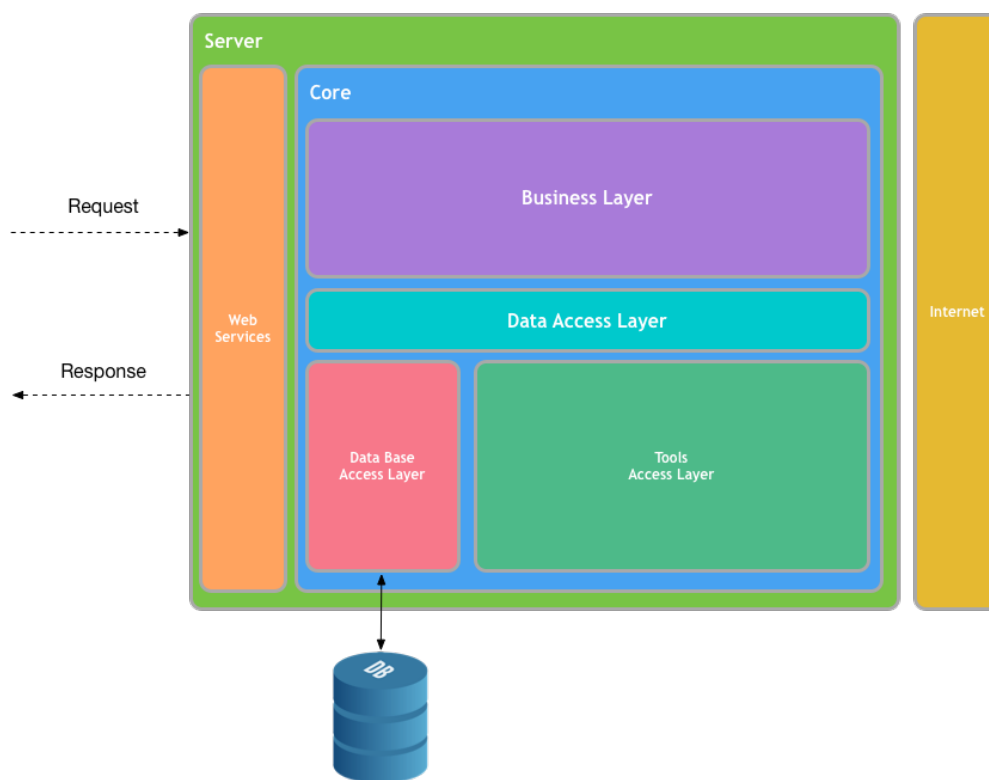 Server
Core
Business Layer
Request
Data Access Layer
Internet
Web
Services
Response
Data Base
Access Layer
Tools
Access Layer
DB